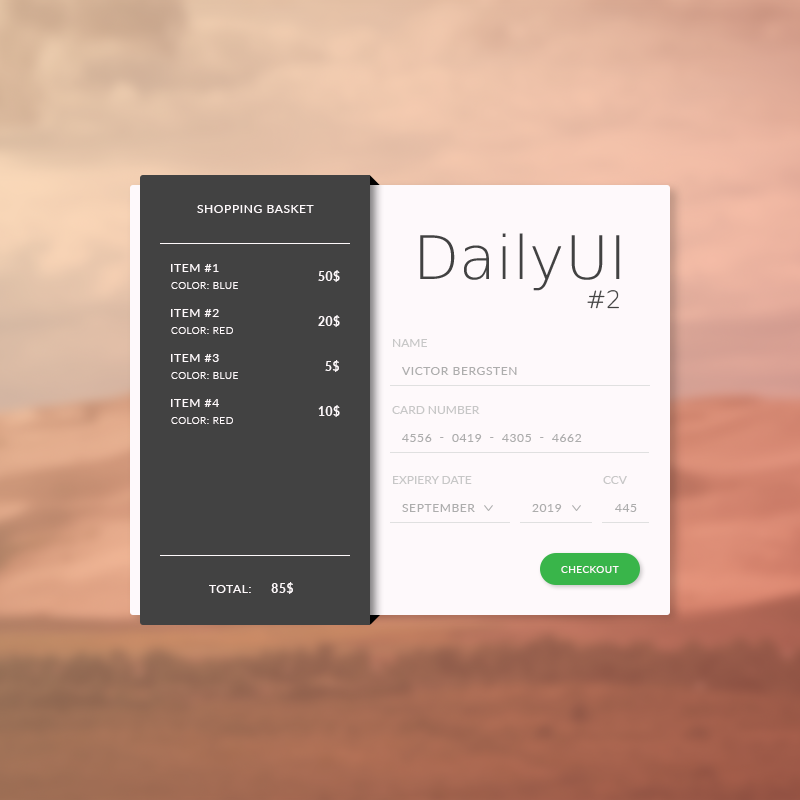 SHOPPING BASKET
ITEM #1
COLOR: BLUE
50$
ITEM #2
COLOR: RED
20$
ITEM #3
COLOR: BLUE
5$
ITEM #4
COLOR: RED
10$
TOTAL: 85$
DailyUI
#2
NAME
VICTOR BERGSTEN
CARD NUMBER
4556 - 0419 - 4305 - 4662
EXPIERY DATE CCV
SEPTEMBER 2019 445
CHECKOUT